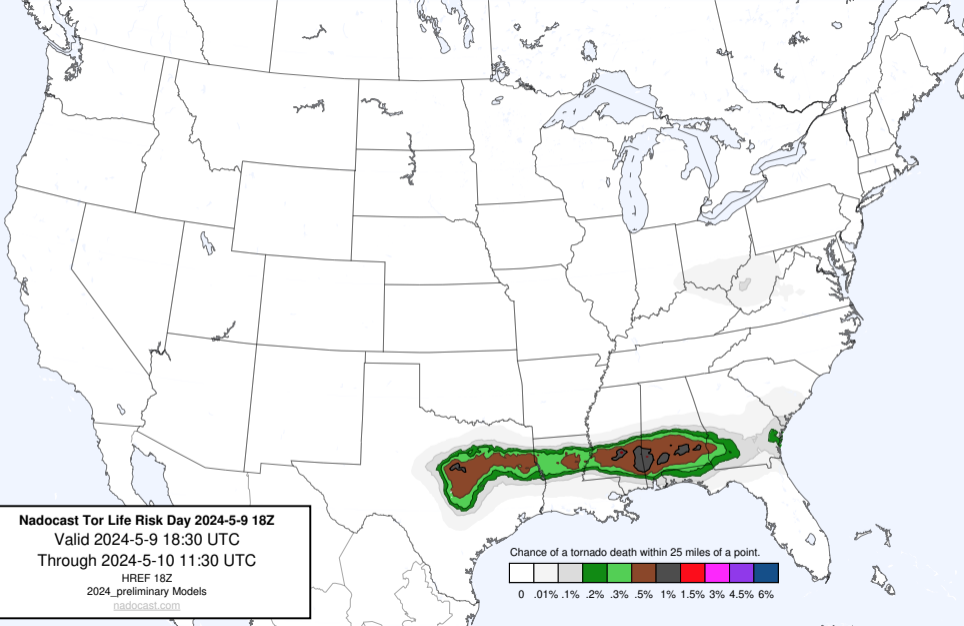 Nadocast Tor Life Risk Day 2024-5-9 18Z
Valid 2024-5-9 18:30 UTC
Through 2024-5-10 11:30 UTC
HREF 18Z
2024_preliminary Models
nadocast.com
Chance of a tornado death within 25 miles of a point.
0 .01% .1% .2% .3% .5% 1% 1.5% 3% 4.5% 6%